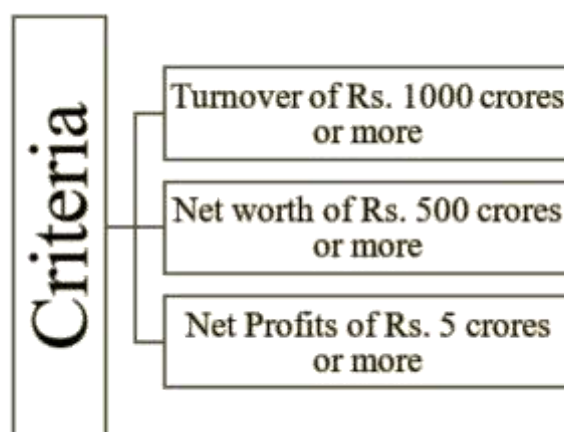 Criteria
Turnover of Rs. 1000 crores
or more
Net worth of Rs. 500 crores
or more
Net Profits of Rs. 5 crores
or more